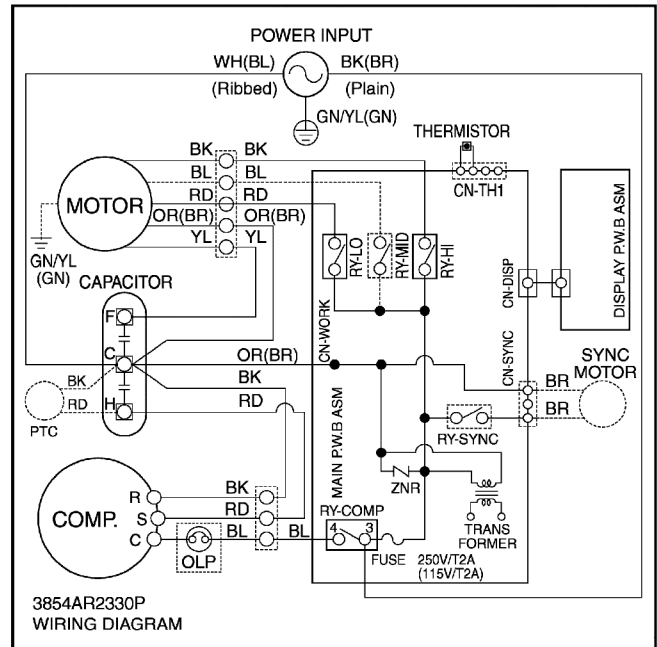 POWER INPUT
WH(BL) BK(BR)
(Ribbed) (Plain)
GN/YL(GN)
THERMISTOR
CN-TH1
BK BK
BL BL
RD RD
OR(BR) OR(BR)
YL YL
MOTOR
GN/YL
(GN)
CAPACITOR
F
C
H
RY-LO
RY-MID
RY-HI
CN-WORK
CN-DISP
DISPLAY P.W.B ASM
OR(BR)
BK
RD
BK
RD
PTC
MAIN P.W.B ASM
CN-SYNC
SYNC
MOTOR
BR
BR
RY-SYNC
ZNR
TRANS
FORMER
RY-COMP
4 3
FUSE 250V/T2A
(115V/T2A)
COMP.
R
S
C
BK
RD
BL BL
OLP
3854AR2330P
WIRING DIAGRAM